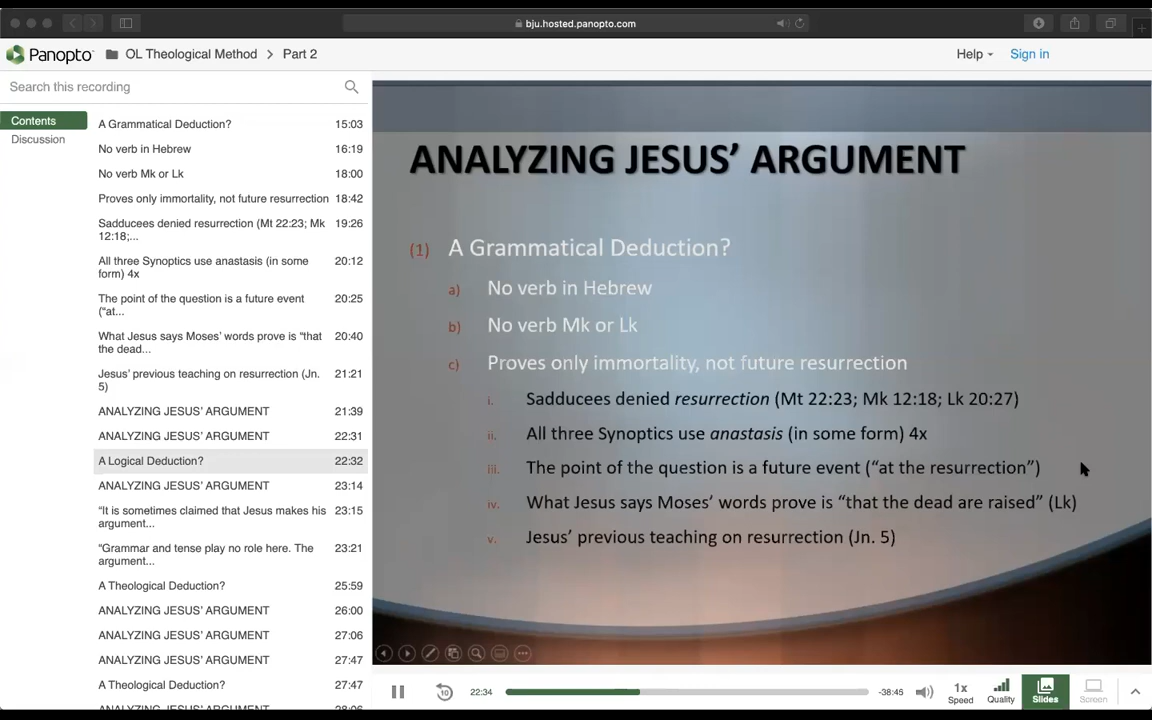 bju.hosted.panopto.com
Panopto
OL Theological Method > Part 2
Help
Sign in
Search this recording
Contents
Discussion
A Grammatical Deduction? 15:03
No verb in Hebrew 16:19
No verb Mk or Lk 18:00
Proves only immortality, not future resurrection 18:42
Sadducees denied resurrection (Mt 22:23; Mk 19:26
12:18;...
All three Synoptics use anastasis (in some 20:12
form) 4x
The point of the question is a future event 20:25
(“at...
What Jesus says Moses’ words prove is “that 20:40
the dead...
Jesus’ previous teaching on resurrection (Jn. 21:21
5)
ANALYZING JESUS’ ARGUMENT 21:39
ANALYZING JESUS’ ARGUMENT 22:31
A Logical Deduction? 22:32
ANALYZING JESUS’ ARGUMENT 23:14
“It is sometimes claimed that Jesus makes his 23:15
argument...
“Grammar and tense play no role here. The 23:21
argument...
A Theological Deduction? 25:59
ANALYZING JESUS’ ARGUMENT 26:00
ANALYZING JESUS’ ARGUMENT 27:06
ANALYZING JESUS’ ARGUMENT 27:47
A Theological Deduction? 27:47
ANALYZING JESUS’ ARGUMENT 28:06
ANALYZING JESUS’ ARGUMENT
(1) A Grammatical Deduction?
a) No verb in Hebrew
b) No verb Mk or Lk
c) Proves only immortality, not future resurrection
i. Sadducees denied resurrection (Mt 22:23; Mk 12:18; Lk 20:27)
ii. All three Synoptics use anastasis (in some form) 4x
iii. The point of the question is a future event (“at the resurrection”)
iv. What Jesus says Moses’ words prove is “that the dead are raised” (Lk)
v. Jesus’ previous teaching on resurrection (Jn. 5)
10
22:34
-38:45
1x
Speed
Quality
Slides
Screen